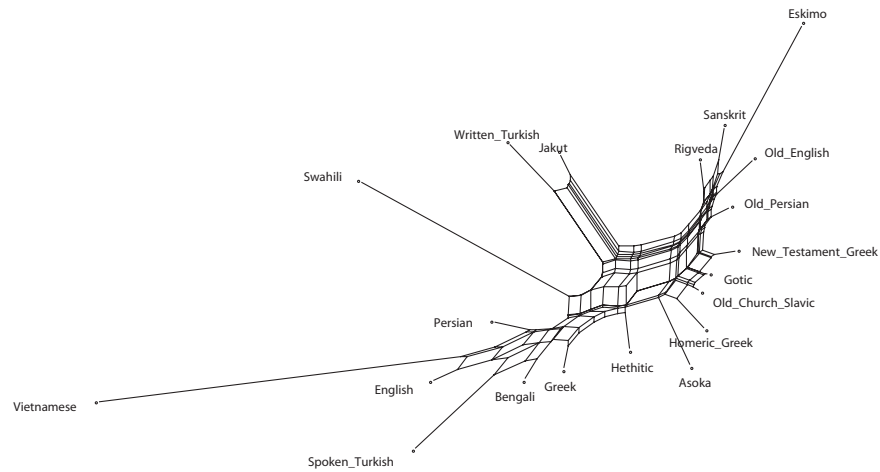 Eskimo
Sanskrit
Written_Turkish
Jakut
Rigveda
Old_English
Swahili
Old_Persian
New_Testament_Greek
Gotic
Old_Church_Slavic
Persian
Homeric_Greek
Hethitic
Asoka
English
Greek
Bengali
Vietnamese
Spoken_Turkish